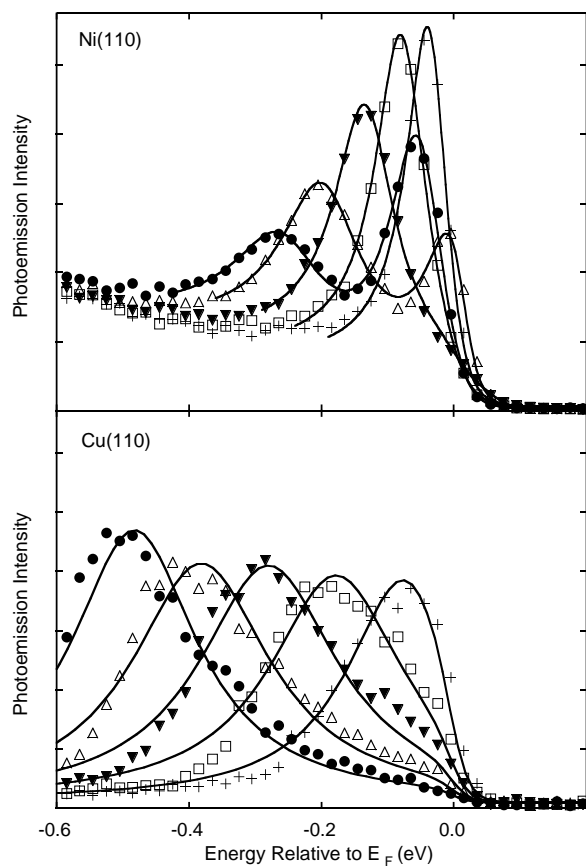 Ni(110)
Photoemission Intensity
Cu(110)
Photoemission Intensity
-0.6
-0.4
-0.2
0.0
Energy Relative to E F (eV)